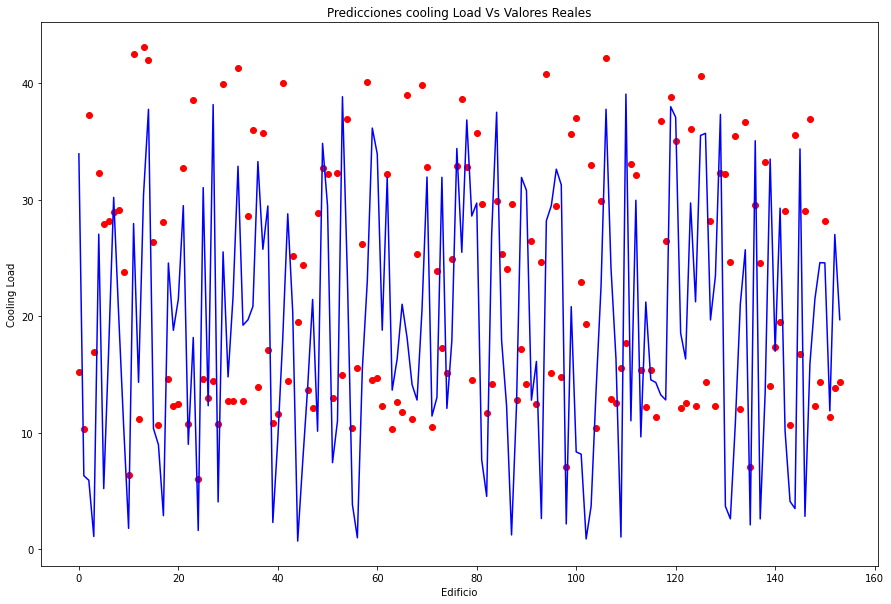 Predicciones cooling Load Vs Valores Reales
Cooling Load
40
30
20
10
0
0 20 40 60 80 100 120 140 160
Edificio